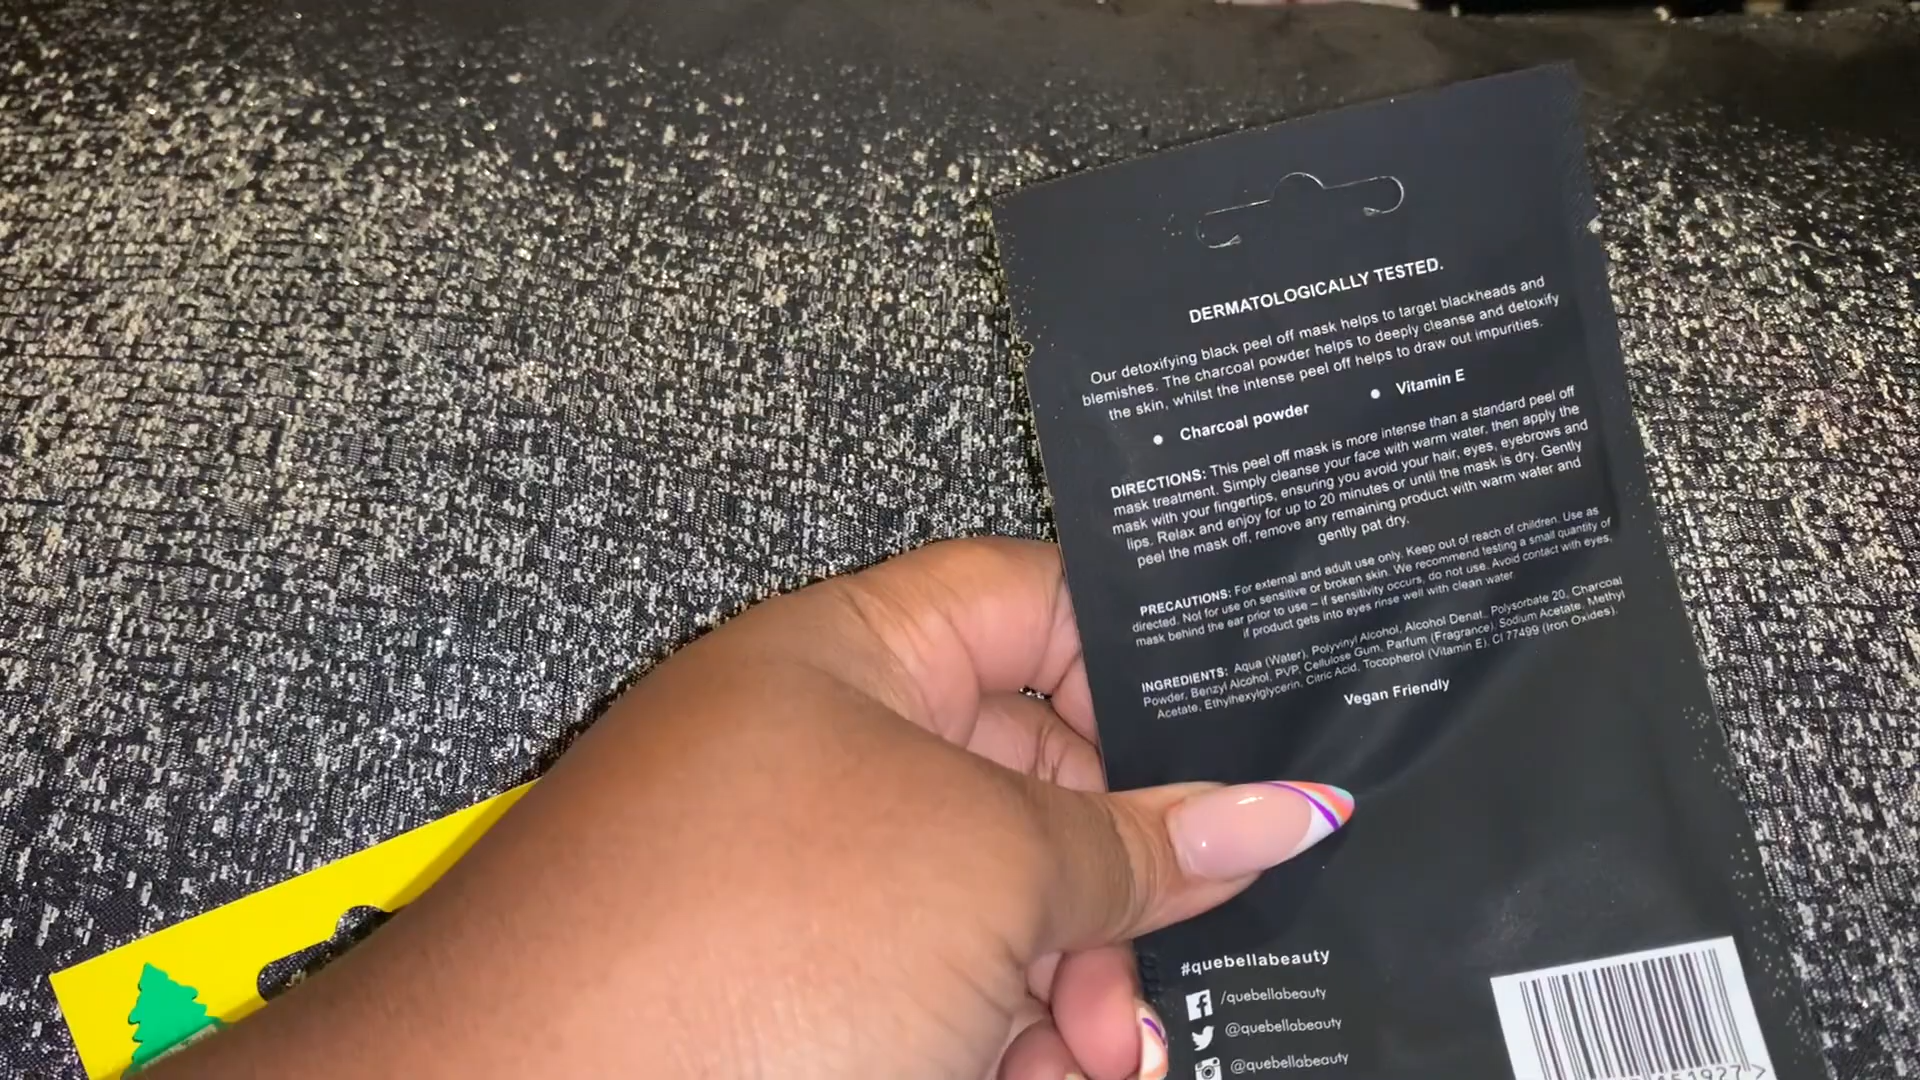 DERMATOLOGICALLY TESTED.
Our detoxifying black peel off mask helps to target blackheads and
blemishes. The charcoal powder helps to deeply cleanse and detoxify
the skin, whilst the intense peel off helps to draw out impurities.
• Charcoal powder • Vitamin E
DIRECTIONS: This peel off mask is more intense than a standard peel off
mask treatment. Simply cleanse your face with warm water, then apply the
mask with your fingertips, ensuring you avoid your hair, eyes, eyebrows and
lips. Relax and enjoy for up to 20 minutes or until the mask is dry. Gently
peel the mask off, remove any remaining product with warm water and
gently pat dry.
PRECAUTIONS: For external and adult use only. Keep out of reach of children. Use as
directed. Not for use on sensitive or broken skin. We recommend testing a small quantity of
mask behind the ear prior to use – if sensitivity occurs, do not use. Avoid contact with eyes,
if product gets into eyes rinse well with clean water.
INGREDIENTS: Aqua (Water), Polyvinyl Alcohol, Alcohol Denat., Polysorbate 20, Charcoal
Powder, Benzyl Alcohol, PVP, Cellulose Gum, Parfum (Fragrance), Sodium Acetate, Methyl
Acetate, Ethylhexylglycerin, Citric Acid, Tocopherol (Vitamin E), CI 77499 (Iron Oxides).
Vegan Friendly
#quebellabeauty
/quebellabeauty
@quebellabeauty
@quebellabeauty